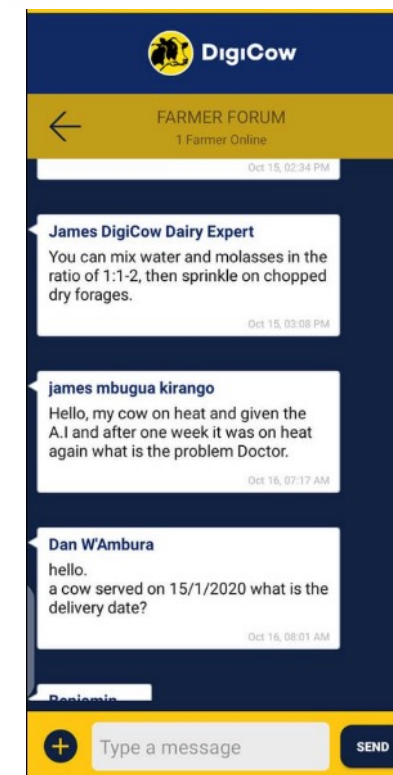 DigiCow
FARMER FORUM
1 Farmer Online
Oct 15, 02:34 PM
James DigiCow Dairy Expert
You can mix water and molasses in the
ratio of 1:1-2, then sprinkle on chopped
dry forages.
Oct 15, 03:08 PM
james mbugua kirango
Hello, my cow on heat and given the
A.I and after one week it was on heat
again what is the problem Doctor.
Oct 16, 07:17 AM
Dan W'Ambura
hello.
a cow served on 15/1/2020 what is the
delivery date?
Oct 16, 08:01 AM
Benjamin
Type a message
SEND